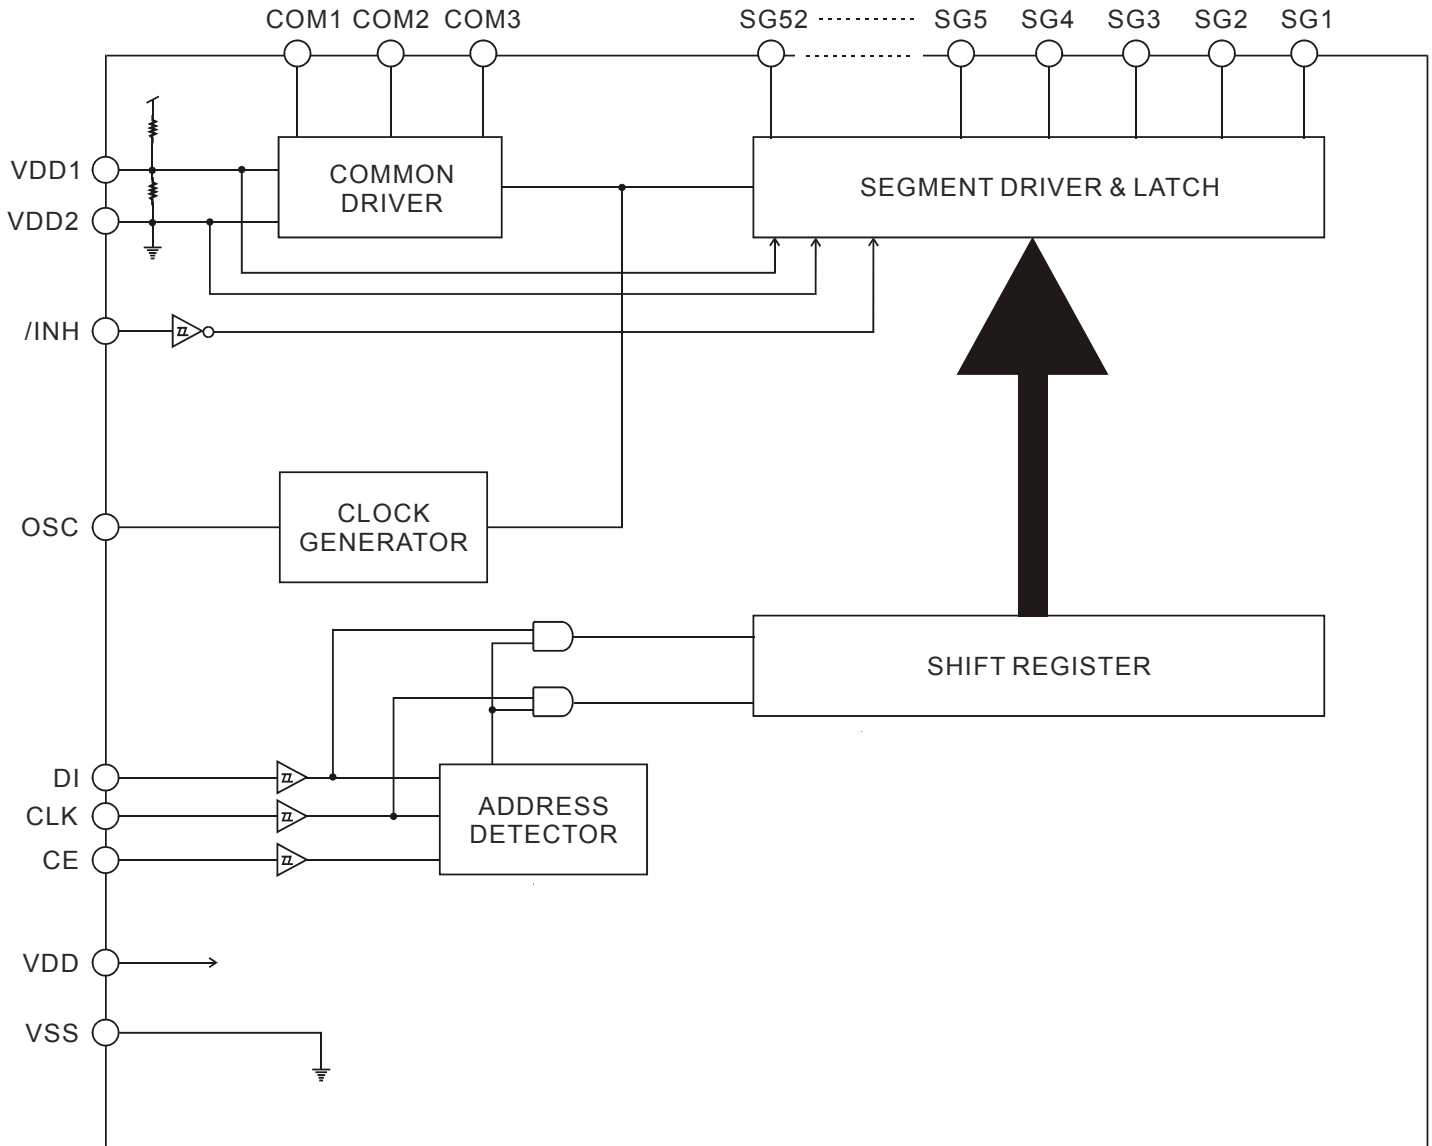 COM1 COM2 COM3 SG52 SG5 SG4 SG3 SG2 SG1
VDD1
COMMON
DRIVER
SEGMENT DRIVER & LATCH
VDD2
/INH
OSC
CLOCK
GENERATOR
SHIFT REGISTER
DI
CLK
CE
ADDRESS
DETECTOR
VDD
VSS